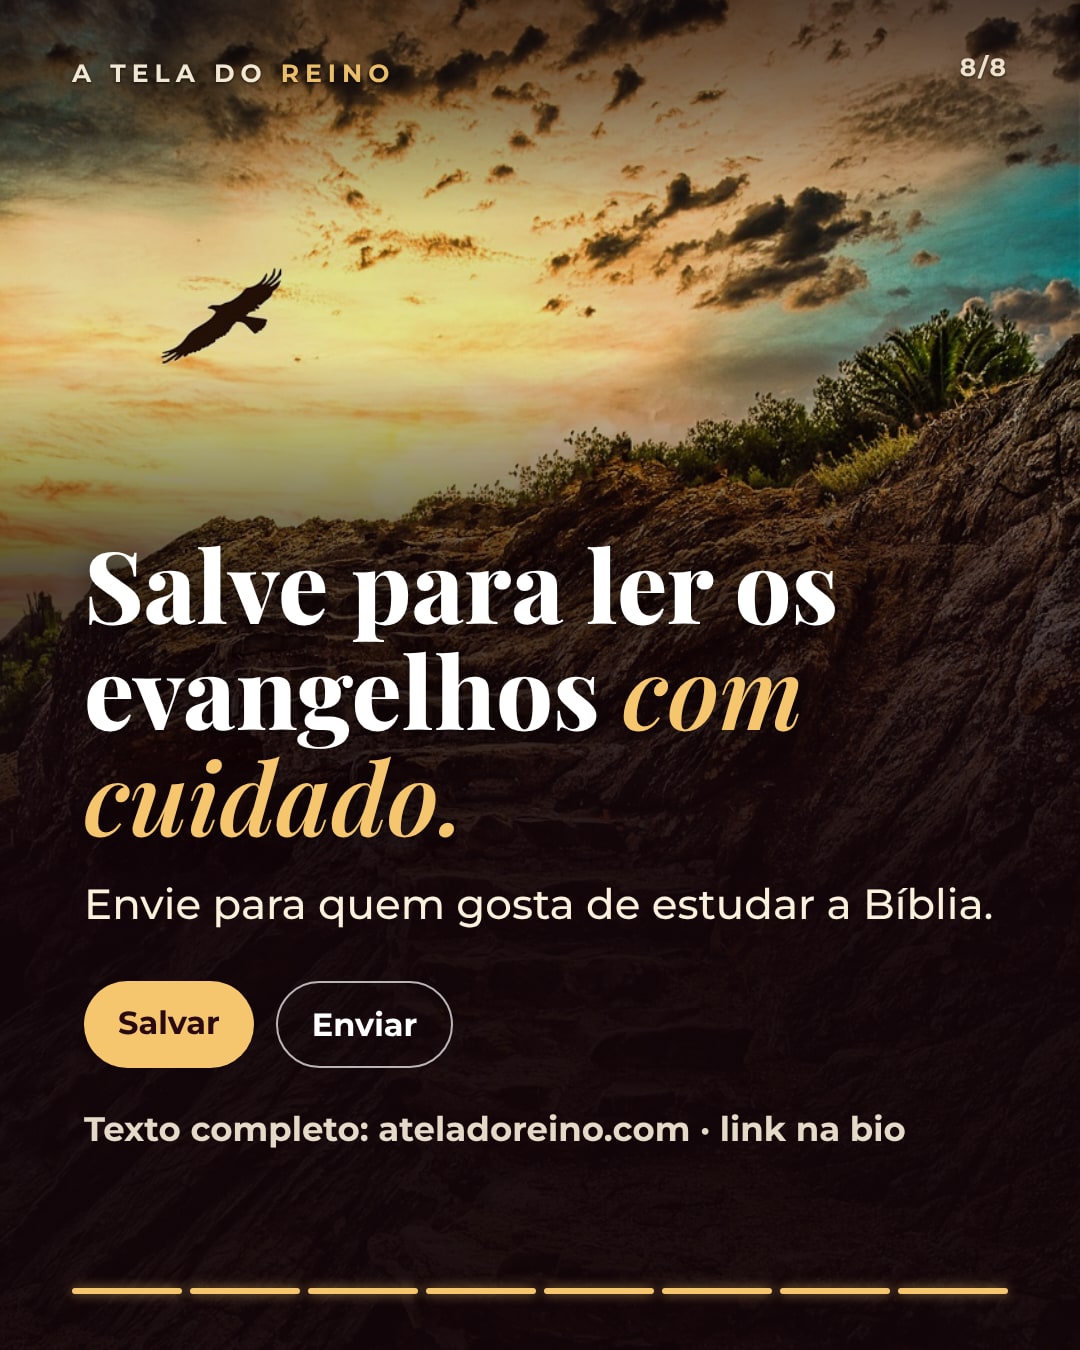 A TELA DO REINO
8/8
Salve para ler os
evangelhos com
cuidado.
Envie para quem gosta de estudar a Bíblia.
Salvar
Enviar
Texto completo: ateladoreino.com · link na bio